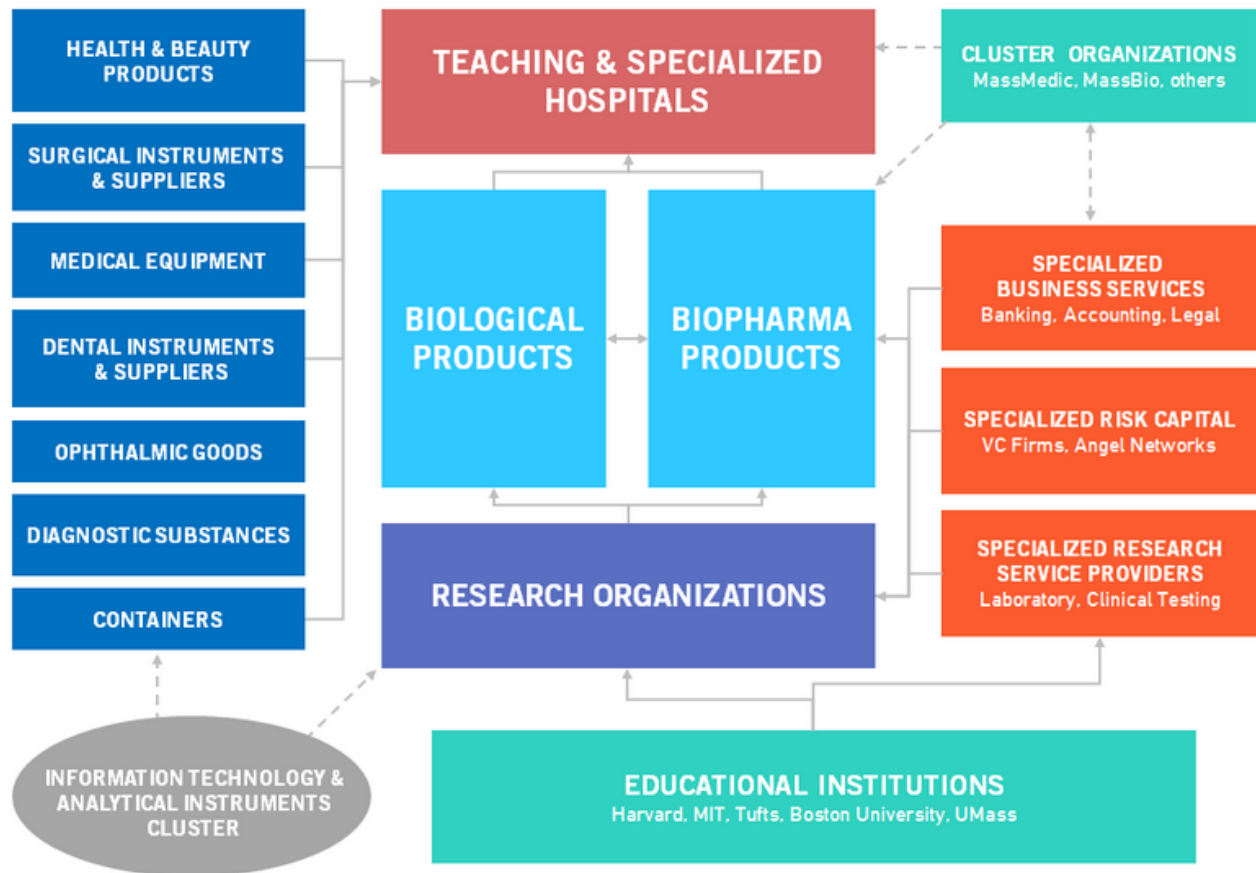 HEALTH & BEAUTY
PRODUCTS
SURGICAL INSTRUMENTS
& SUPPLIERS
MEDICAL EQUIPMENT
DENTAL INSTRUMENTS
& SUPPLIERS
OPHTHALMIC GOODS
DIAGNOSTIC SUBSTANCES
CONTAINERS
INFORMATION TECHNOLOGY &
ANALYTICAL INSTRUMENTS
CLUSTER
TEACHING & SPECIALIZED
HOSPITALS
BIOLOGICAL
PRODUCTS
BIOPHARMA
PRODUCTS
RESEARCH ORGANIZATIONS
EDUCATIONAL INSTITUTIONS
Harvard, MIT, Tufts, Boston University, UMass
CLUSTER ORGANIZATIONS
MassMedic, MassBio, others
SPECIALIZED
BUSINESS SERVICES
Banking, Accounting, Legal
SPECIALIZED RISK CAPITAL
VC Firms, Angel Networks
SPECIALIZED RESEARCH
SERVICE PROVIDERS
Laboratory, Clinical Testing